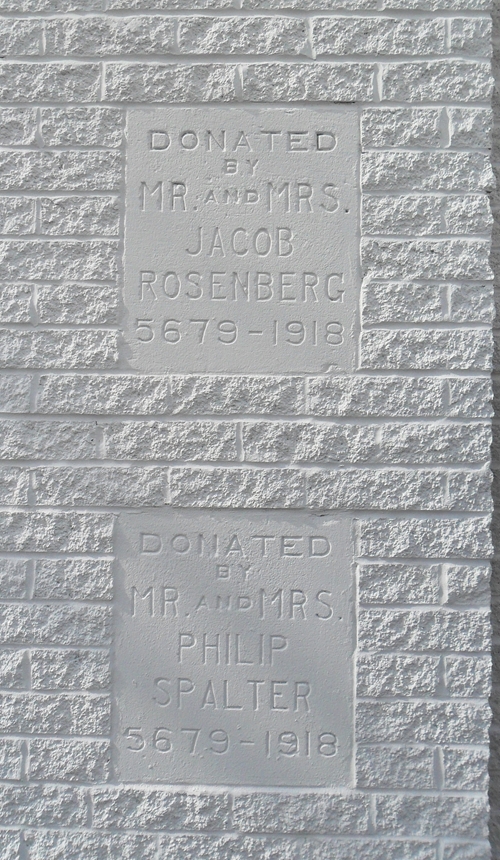 DONATED
BY
MR. AND MRS.
JACOB
ROSENBERG
5679-1918
DONATED
BY
MR. AND MRS.
PHILIP
SPALTER
5679-1918